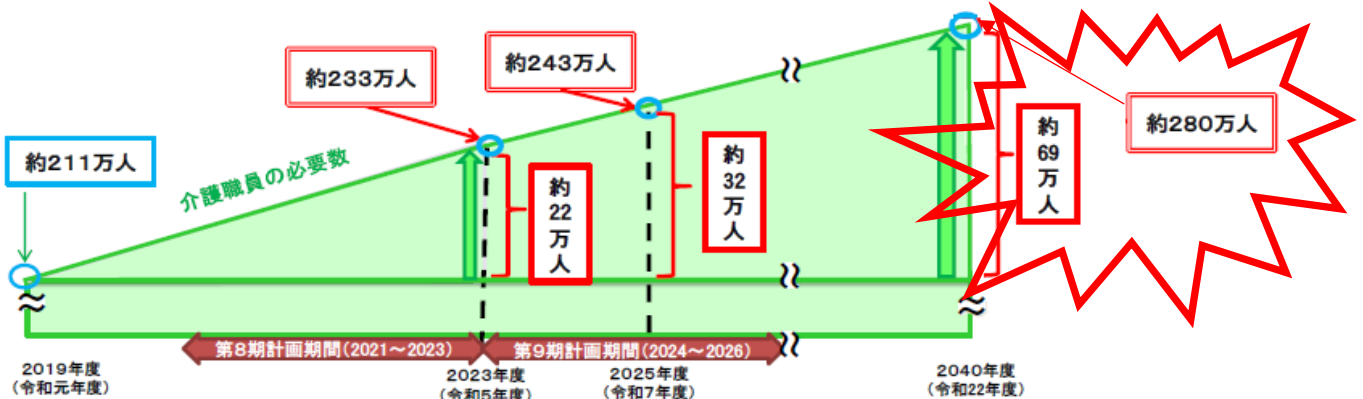 約211万人
約233万人
約243万人
約280万人
介護職員の必要数
約
22
万
人
約
32
万
人
約
69
万
人
第8期計画期間(2021～2023)
第9期計画期間(2024～2026)
2019年度
(令和元年度)
2023年度
(令和5年度)
2025年度
(令和7年度)
2040年度
(令和22年度)